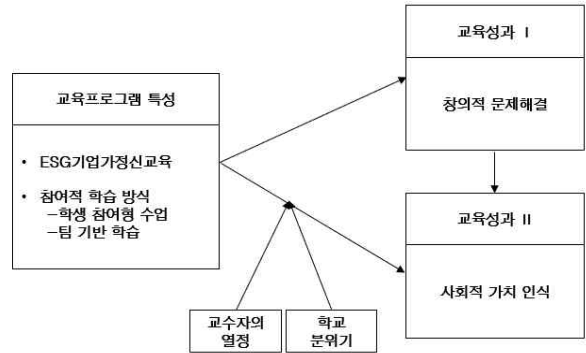 교육프로그램 특성
• ESG기업가정신교육
• 참여적 학습 방식
–학생 참여형 수업
–팀 기반 학습
교육성과 Ⅰ
창의적 문제해결
교육성과 Ⅱ
사회적 가치 인식
교수자의
열정
학교
분위기